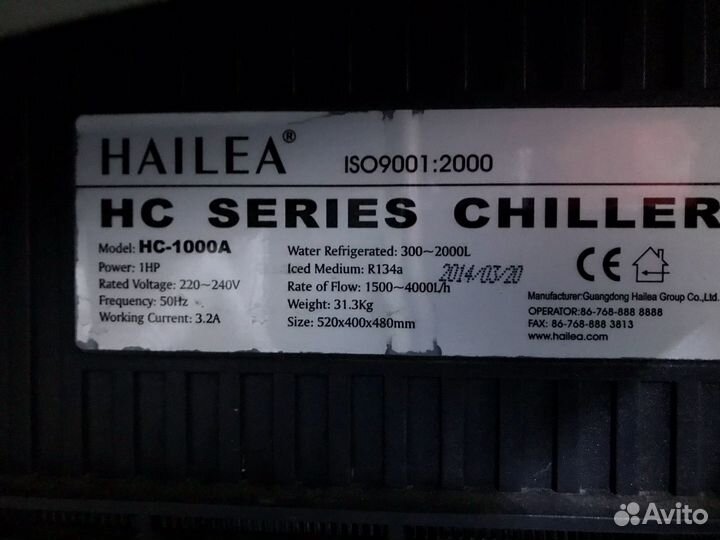 HAILEA®
ISO9001:2000
HC SERIES CHILLER
Model: HC-1000A
Power: 1HP
Rated Voltage: 220~240V
Frequency: 50Hz
Working Current: 3.2A
Water Refrigerated: 300~2000L
Iced Medium: R134a
Rate of Flow: 1500~4000L/h
Weight: 31.3Kg
Size: 520x400x480mm
2014/03/20
CE
Manufacturer:Guangdong Hailea Group Co.,Ltd.
OPERATOR:86-768-888 8888
FAX: 86-768-888 3813
www.hailea.com
Avito